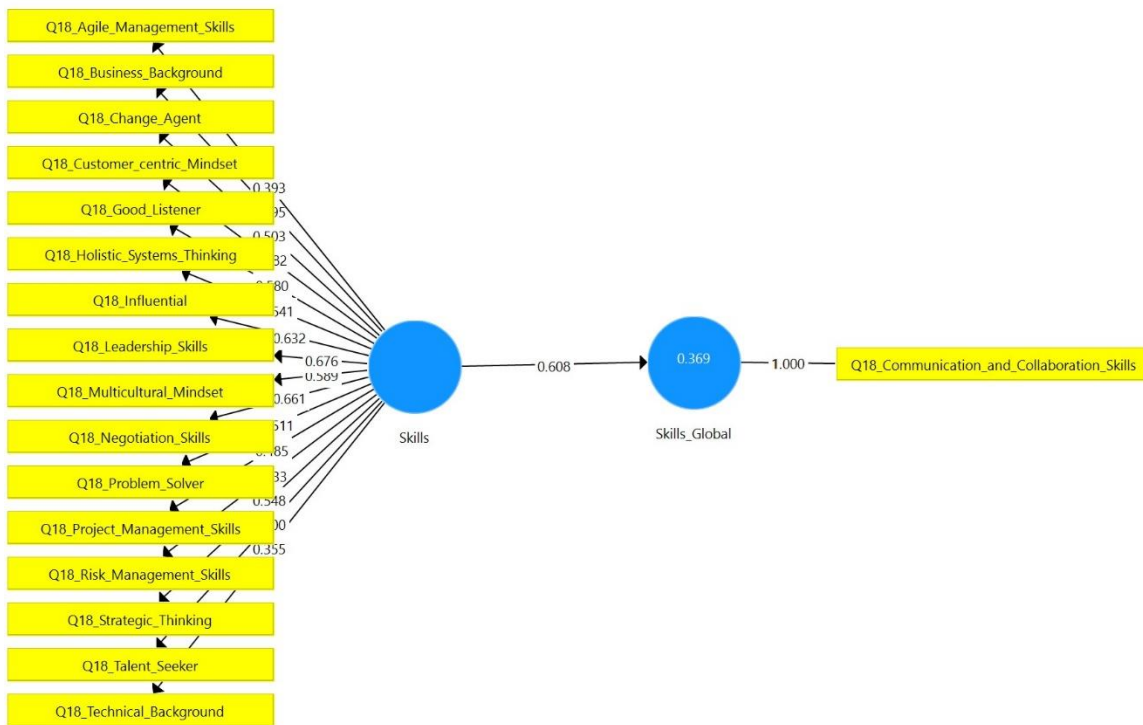 Q18_Agile_Management_Skills
Q18_Business_Background
Q18_Change_Agent
Q18_Customer_centric_Mindset
Q18_Good_Listener
Q18_Holistic_Systems_Thinking
Q18_Influential
Q18_Leadership_Skills
Q18_Multicultural_Mindset
Q18_Negotiation_Skills
Q18_Problem_Solver
Q18_Project_Management_Skills
Q18_Risk_Management_Skills
Q18_Strategic_Thinking
Q18_Talent_Seeker
Q18_Technical_Background
0.393
0.503
0.632
0.676
0.589
0.661
0.548
0.355
Skills
0.608
0.369
Skills_Global
1.000
Q18_Communication_and_Collaboration_Skills